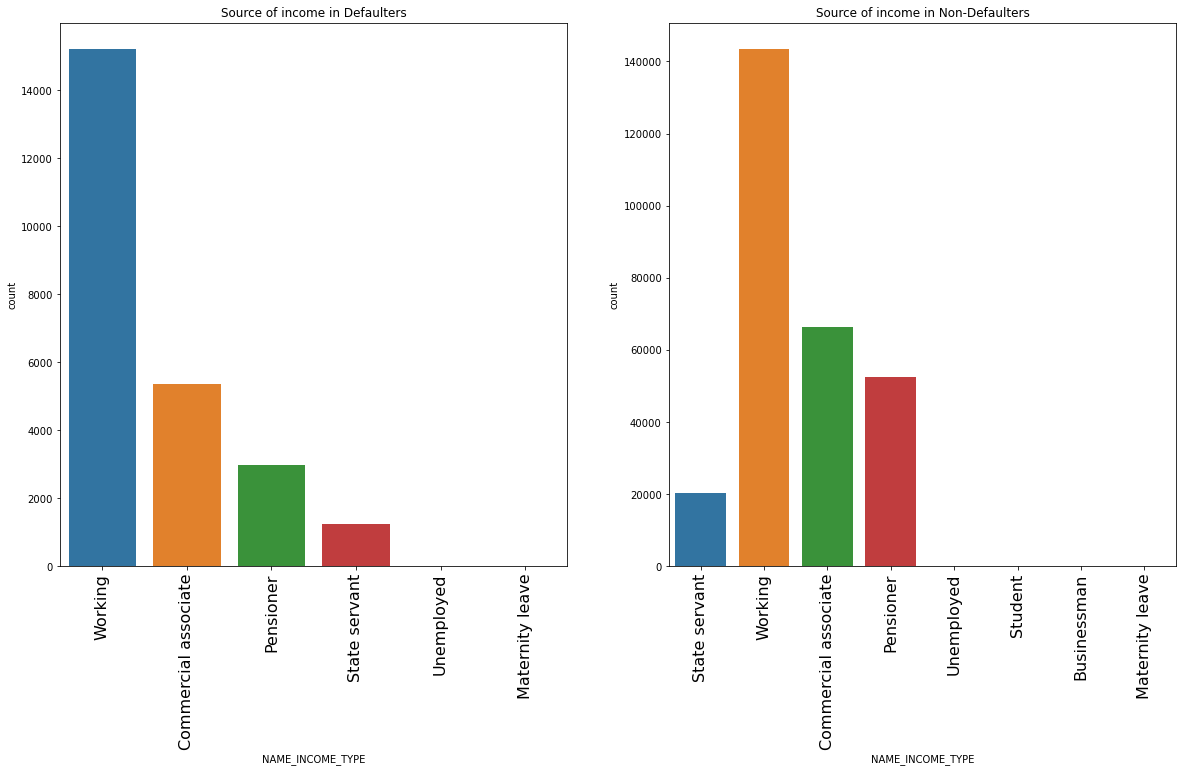 Source of income in Defaulters
14000
12000
10000
8000
6000
4000
2000
0
count
Working
Commercial associate
Pensioner
State servant
Unemployed
Maternity leave
NAME_INCOME_TYPE
Source of income in Non-Defaulters
140000
120000
100000
80000
60000
40000
20000
0
count
State servant
Working
Commercial associate
Pensioner
Unemployed
Student
Businessman
Maternity leave
NAME_INCOME_TYPE